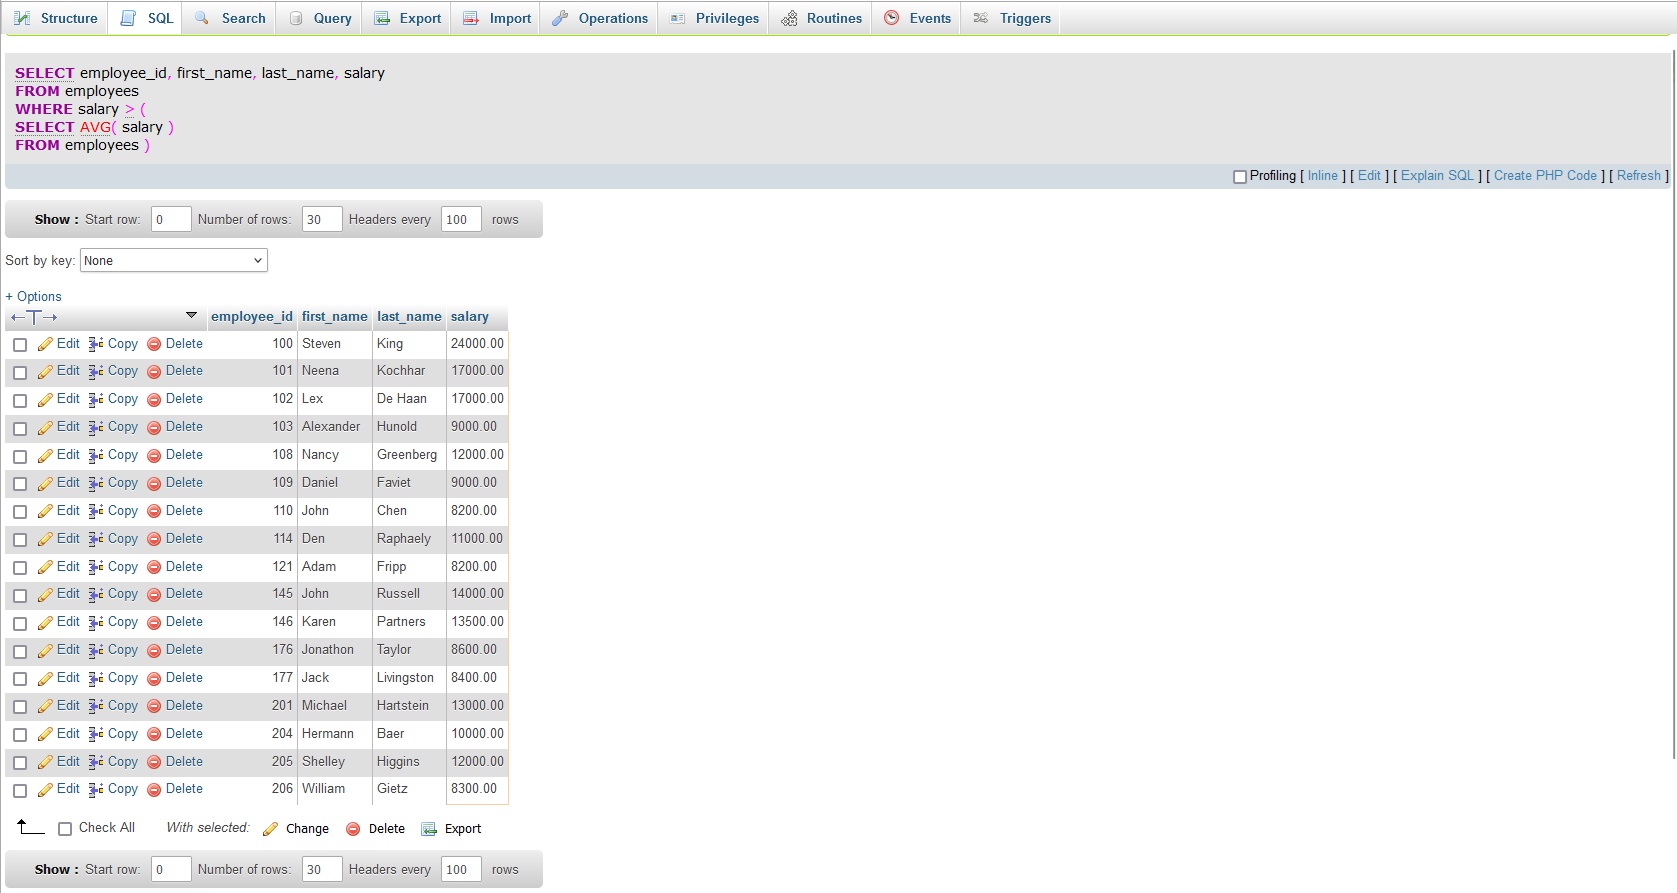 Structure SQL Search Query Export Import Operations Privileges Routines Events Triggers
SELECT employee_id, first_name, last_name, salary
FROM employees
WHERE salary > (
SELECT AVG( salary )
FROM employees )
Profiling [ Inline ] [ Edit ] [ Explain SQL ] [ Create PHP Code ] [ Refresh ]
Show : Start row: 0 Number of rows: 30 Headers every 100 rows
Sort by key: None
+ Options
employee_id first_name last_name salary
Edit Copy Delete 100 Steven King 24000.00
Edit Copy Delete 101 Neena Kochhar 17000.00
Edit Copy Delete 102 Lex De Haan 17000.00
Edit Copy Delete 103 Alexander Hunold 9000.00
Edit Copy Delete 108 Nancy Greenberg 12000.00
Edit Copy Delete 109 Daniel Faviet 9000.00
Edit Copy Delete 110 John Chen 8200.00
Edit Copy Delete 114 Den Raphaely 11000.00
Edit Copy Delete 121 Adam Fripp 8200.00
Edit Copy Delete 145 John Russell 14000.00
Edit Copy Delete 146 Karen Partners 13500.00
Edit Copy Delete 176 Jonathon Taylor 8600.00
Edit Copy Delete 177 Jack Livingston 8400.00
Edit Copy Delete 201 Michael Hartstein 13000.00
Edit Copy Delete 204 Hermann Baer 10000.00
Edit Copy Delete 205 Shelley Higgins 12000.00
Edit Copy Delete 206 William Gietz 8300.00
Check All With selected: Change Delete Export
Show : Start row: 0 Number of rows: 30 Headers every 100 rows